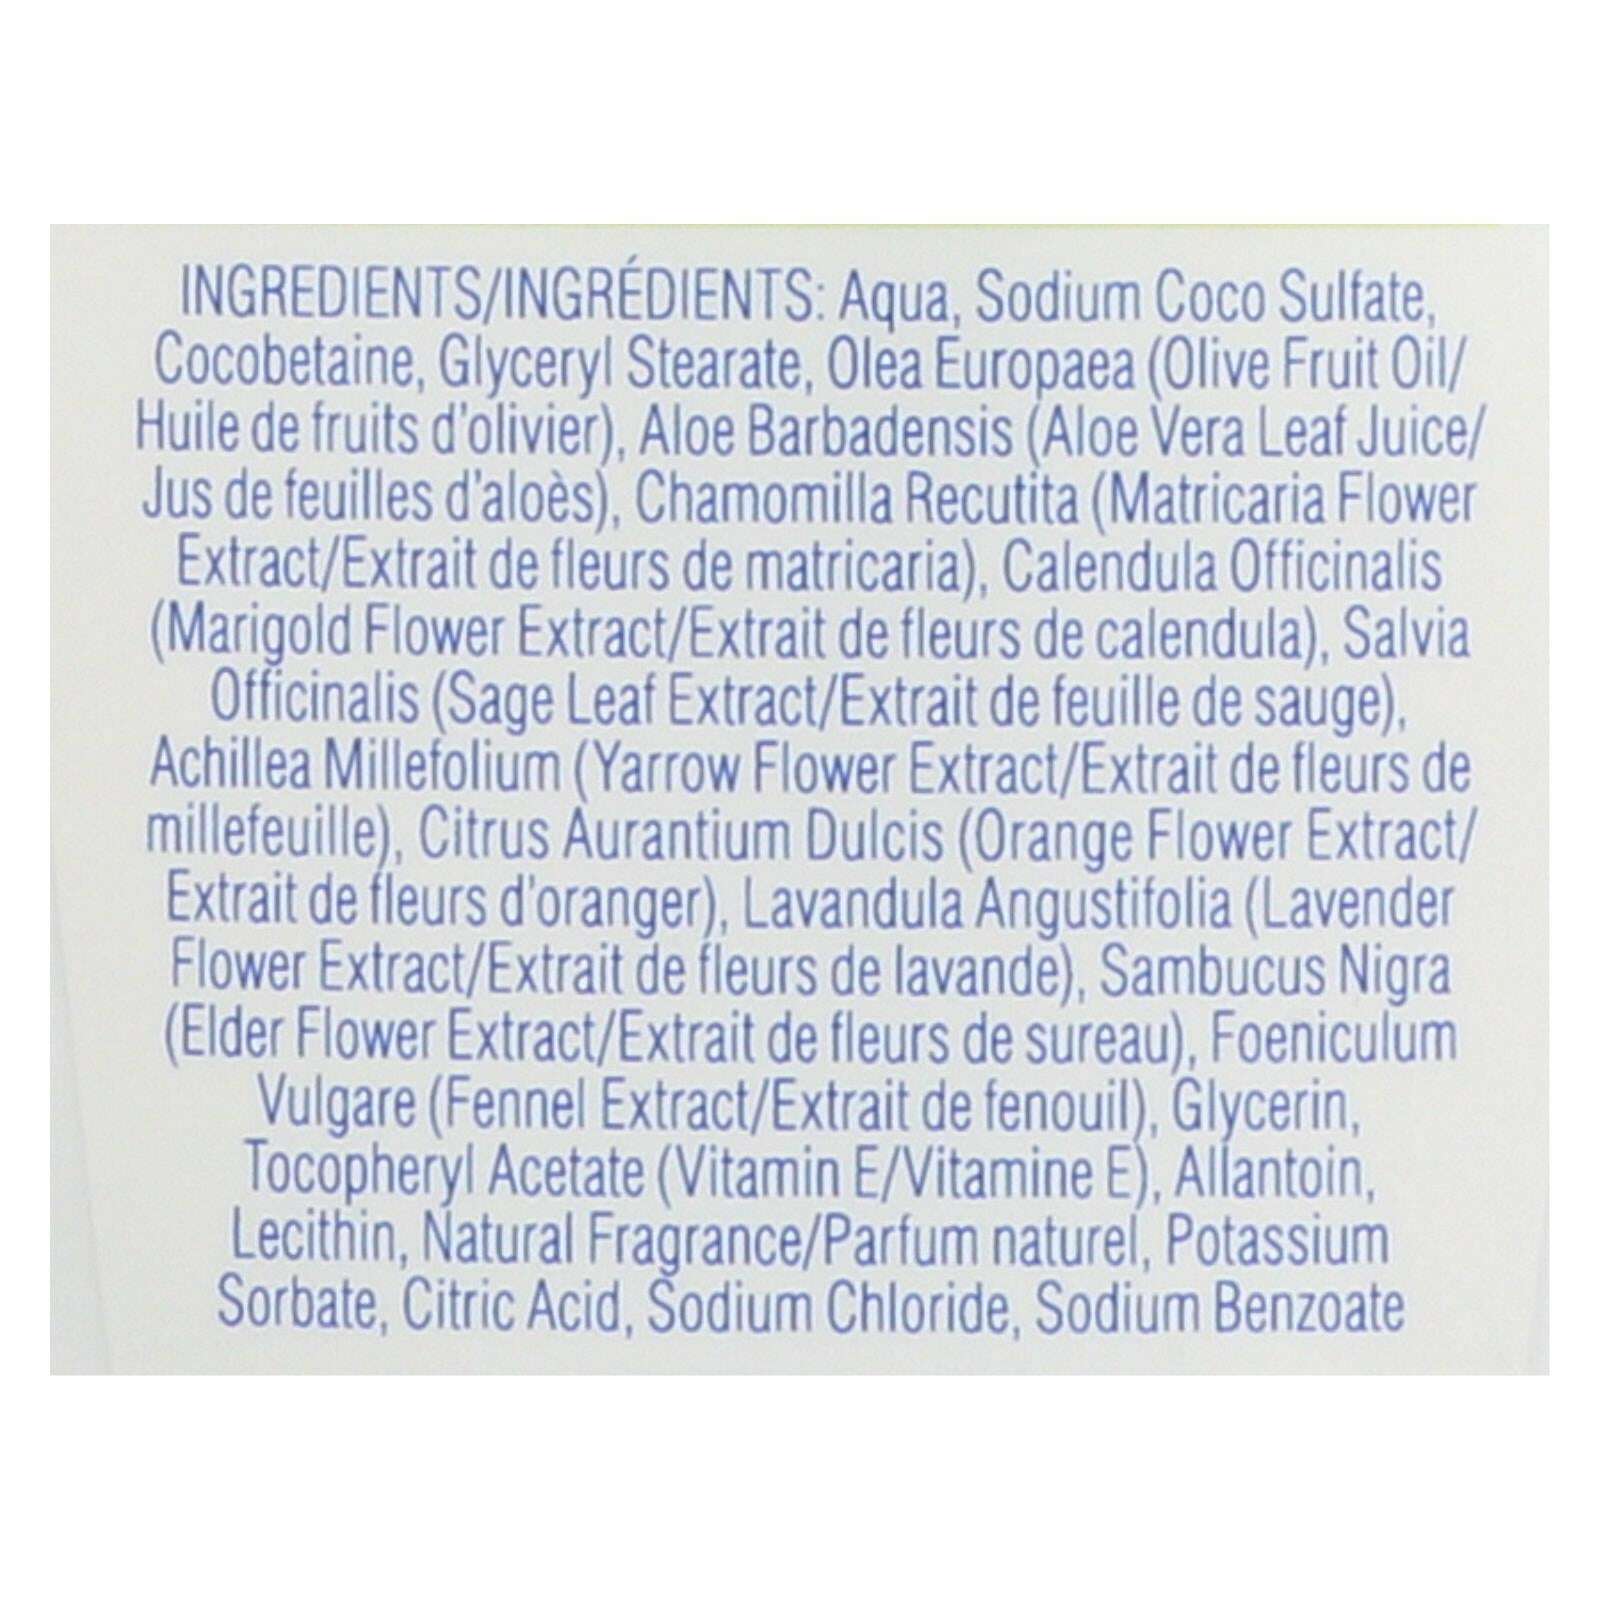 INGREDIENTS/INGRÉDIENTS: Aqua, Sodium Coco Sulfate,
Cocobetaine, Glyceryl Stearate, Olea Europaea (Olive Fruit Oil/
Huile de fruits d'olivier), Aloe Barbadensis (Aloe Vera Leaf Juice/
Jus de feuilles d'aloès), Chamomilla Recutita (Matricaria Flower
Extract/Extrait de fleurs de matricaria), Calendula Officinalis
(Marigold Flower Extract/Extrait de fleurs de calendula), Salvia
Officinalis (Sage Leaf Extract/Extrait de feuille de sauge),
Achillea Millefolium (Yarrow Flower Extract/Extrait de fleurs de
millefeuille), Citrus Aurantium Dulcis (Orange Flower Extract/
Extrait de fleurs d'oranger), Lavandula Angustifolia (Lavender
Flower Extract/Extrait de fleurs de lavande), Sambucus Nigra
(Elder Flower Extract/Extrait de fleurs de sureau), Foeniculum
Vulgare (Fennel Extract/Extrait de fenouil), Glycerin,
Tocopheryl Acetate (Vitamin E/Vitamine E), Allantoin,
Lecithin, Natural Fragrance/Parfum naturel, Potassium
Sorbate, Citric Acid, Sodium Chloride, Sodium Benzoate